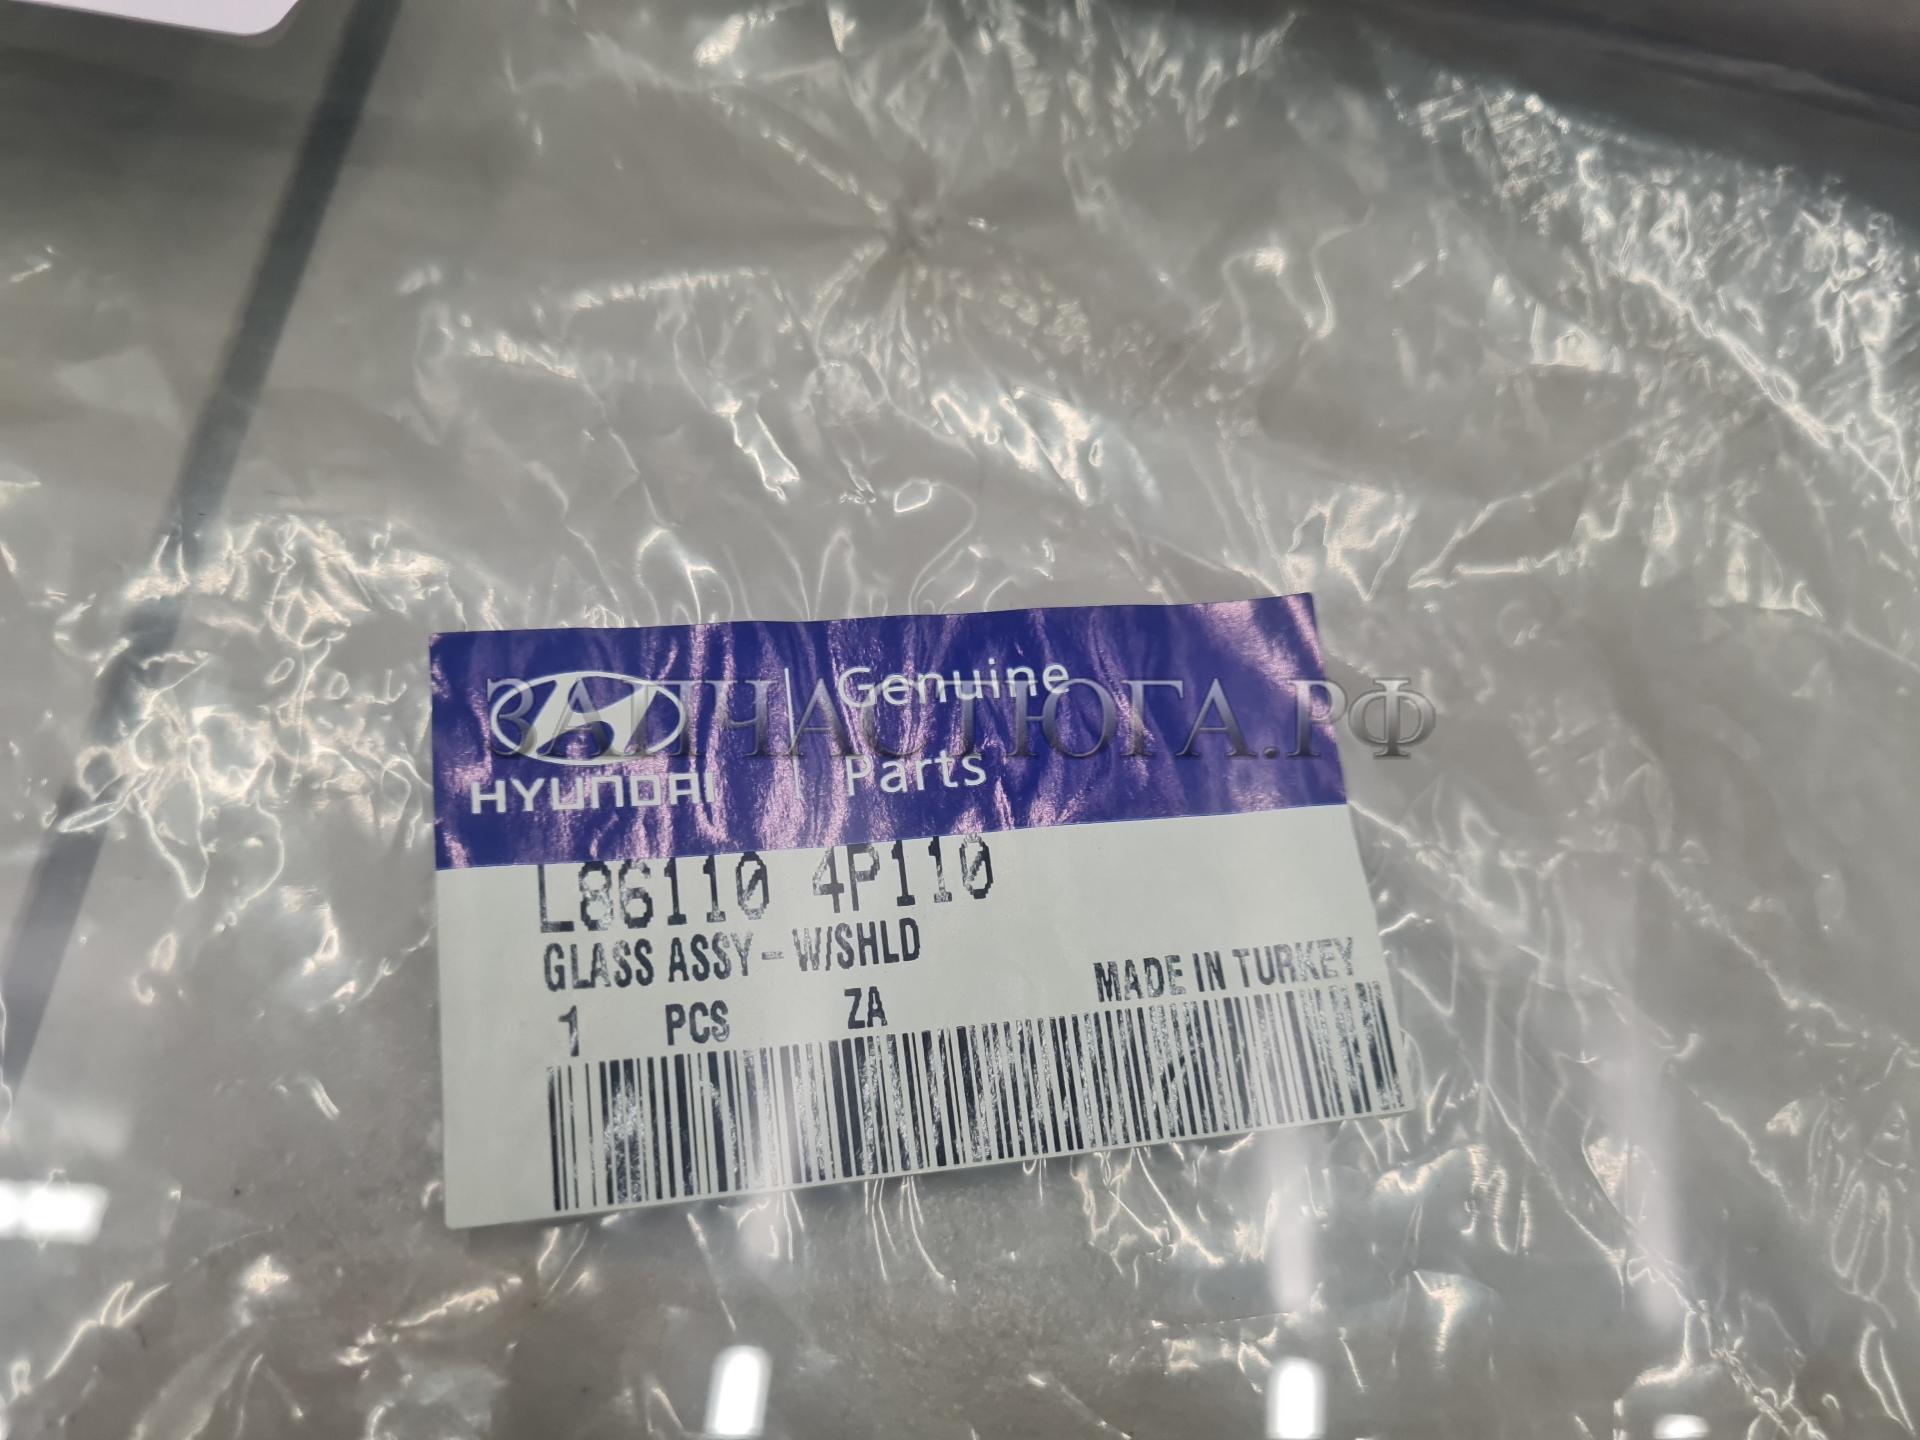 Genuine
ЗАПЧАСТЮГА.РФ
HYUNDAI
Parts
L86110 4P110
GLASS ASSY - W/SHLD
1 PCS ZA MADE IN TURKEY